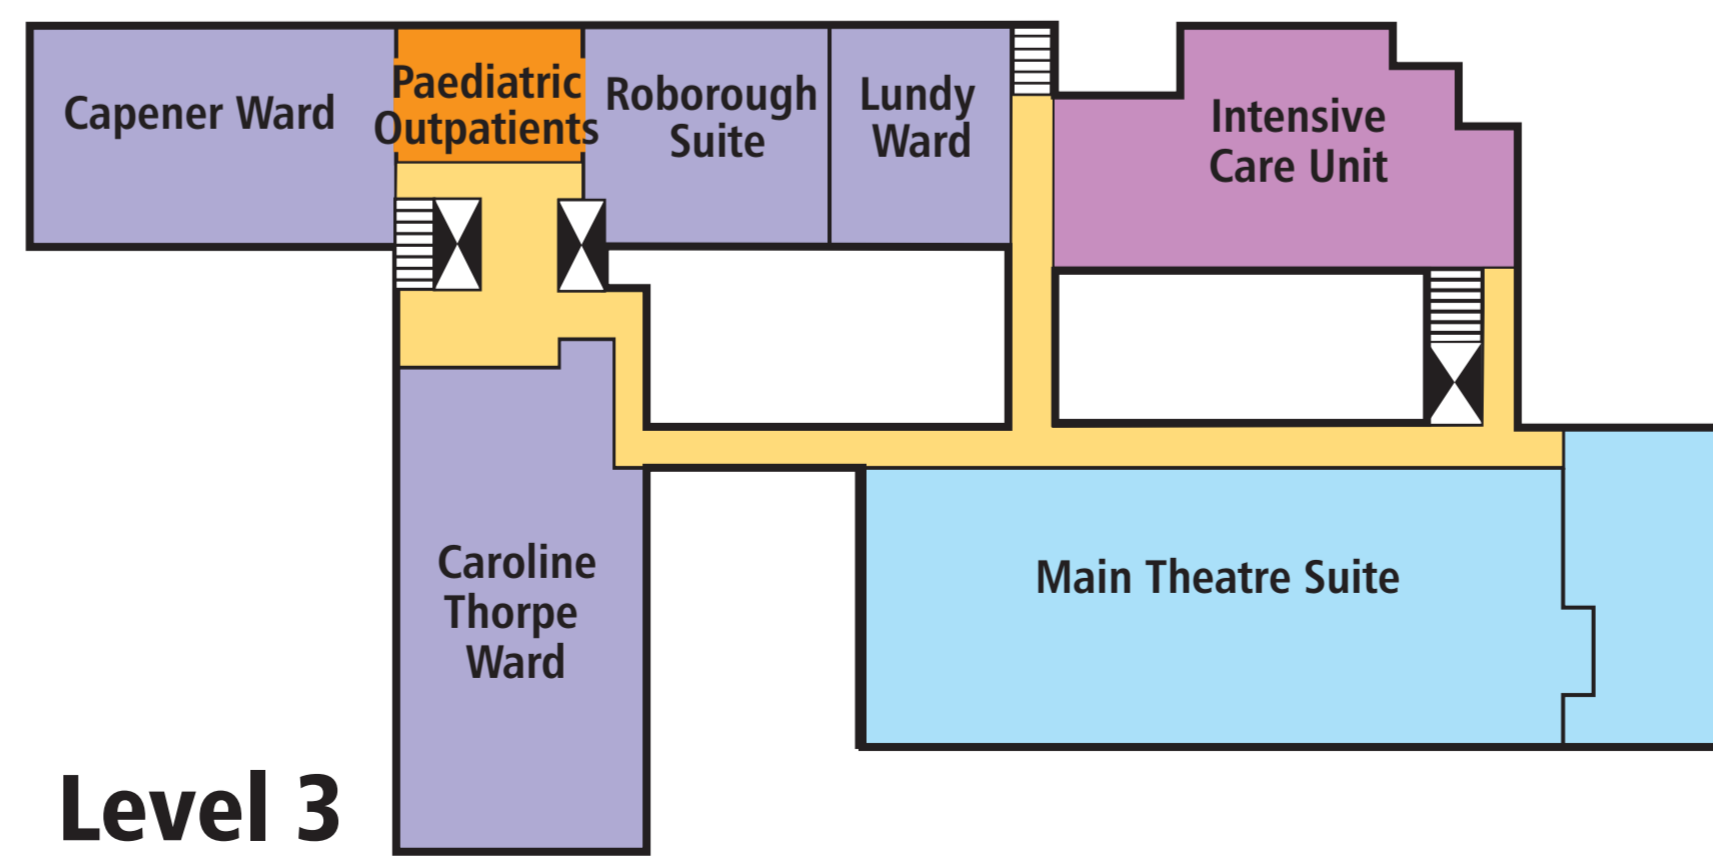 Capener Ward
Paediatric
Outpatients
Roborough
Suite
Lundy
Ward
Intensive
Care Unit
Caroline
Thorpe
Ward
Main Theatre Suite
Level 3